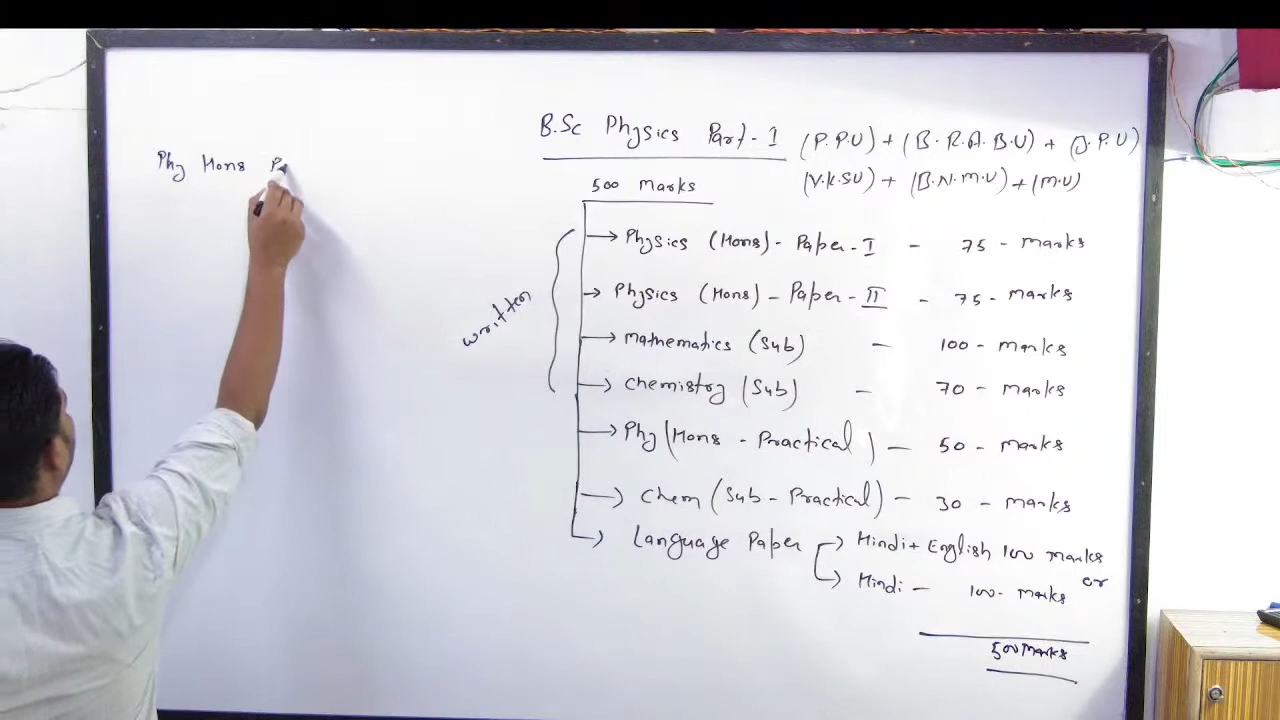 B.Sc Physics Part-I (P.P.U) + (B.R.A.B.U) + (J.P.U)
(V.K.SU) + (B.N.M.U) + (M.U)
500 Marks
Phy Hons P
Physics (Hons) - Paper - I - 75 - Marks
Physics (Hons) - Paper - II - 75 - Marks
written
Mathematics (Sub) - 100 - Marks
Chemistry (Sub) - 70 - Marks
Phy (Hons - Practical) - 50 - Marks
Chem (Sub - Practical) - 30 - Marks
Language Paper → Hindi + English 100 marks
or
→ Hindi - 100 - Marks
500 Marks